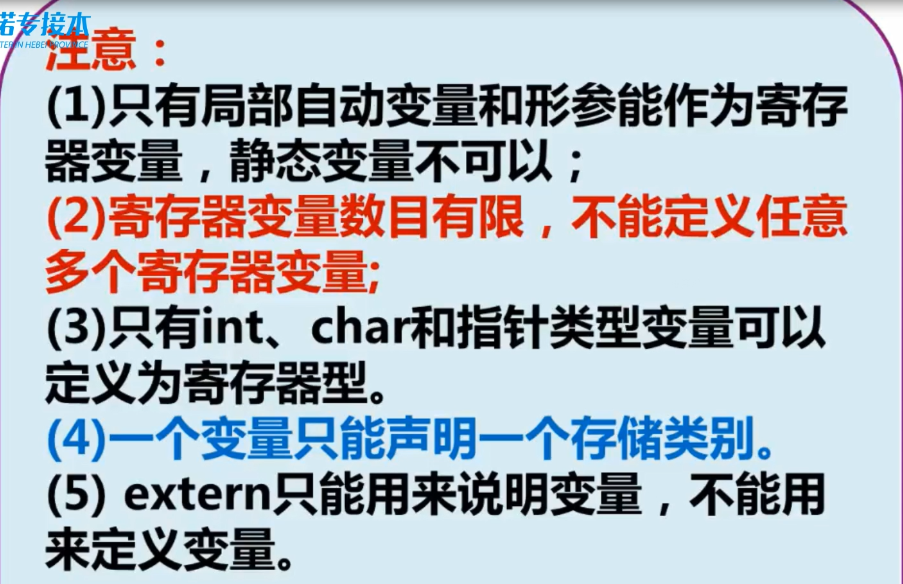 诺专接本
注意：
(1)只有局部自动变量和形参能作为寄存
器变量，静态变量不可以；
(2)寄存器变量数目有限，不能定义任意
多个寄存器变量;
(3)只有int、char和指针类型变量可以
定义为寄存器型。
(4)一个变量只能声明一个存储类别。
(5) extern只能用来说明变量，不能用
来定义变量。